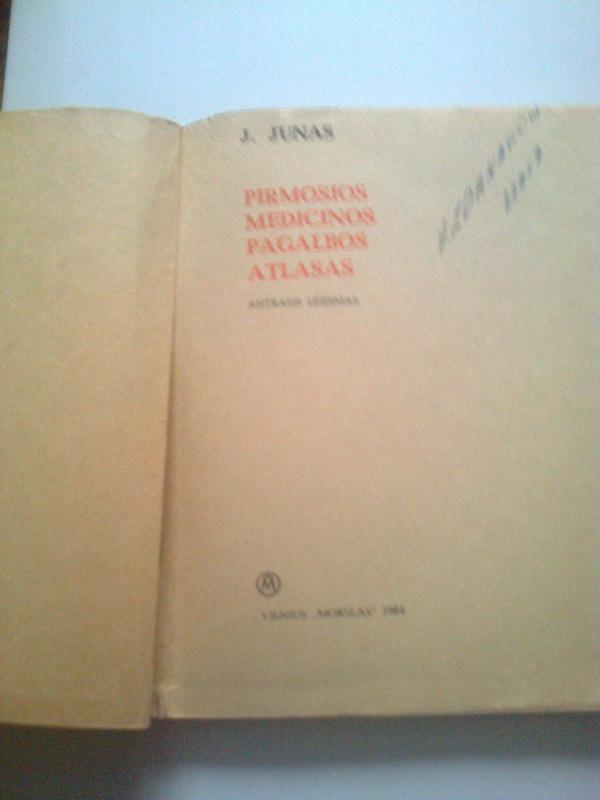 J. JUNAS
PIRMOSIOS
MEDICINOS
PAGALBOS
ATLASAS
ANTRASIS LEIDIMAS
M
VILNIUS „MOKSLAS“ 1984